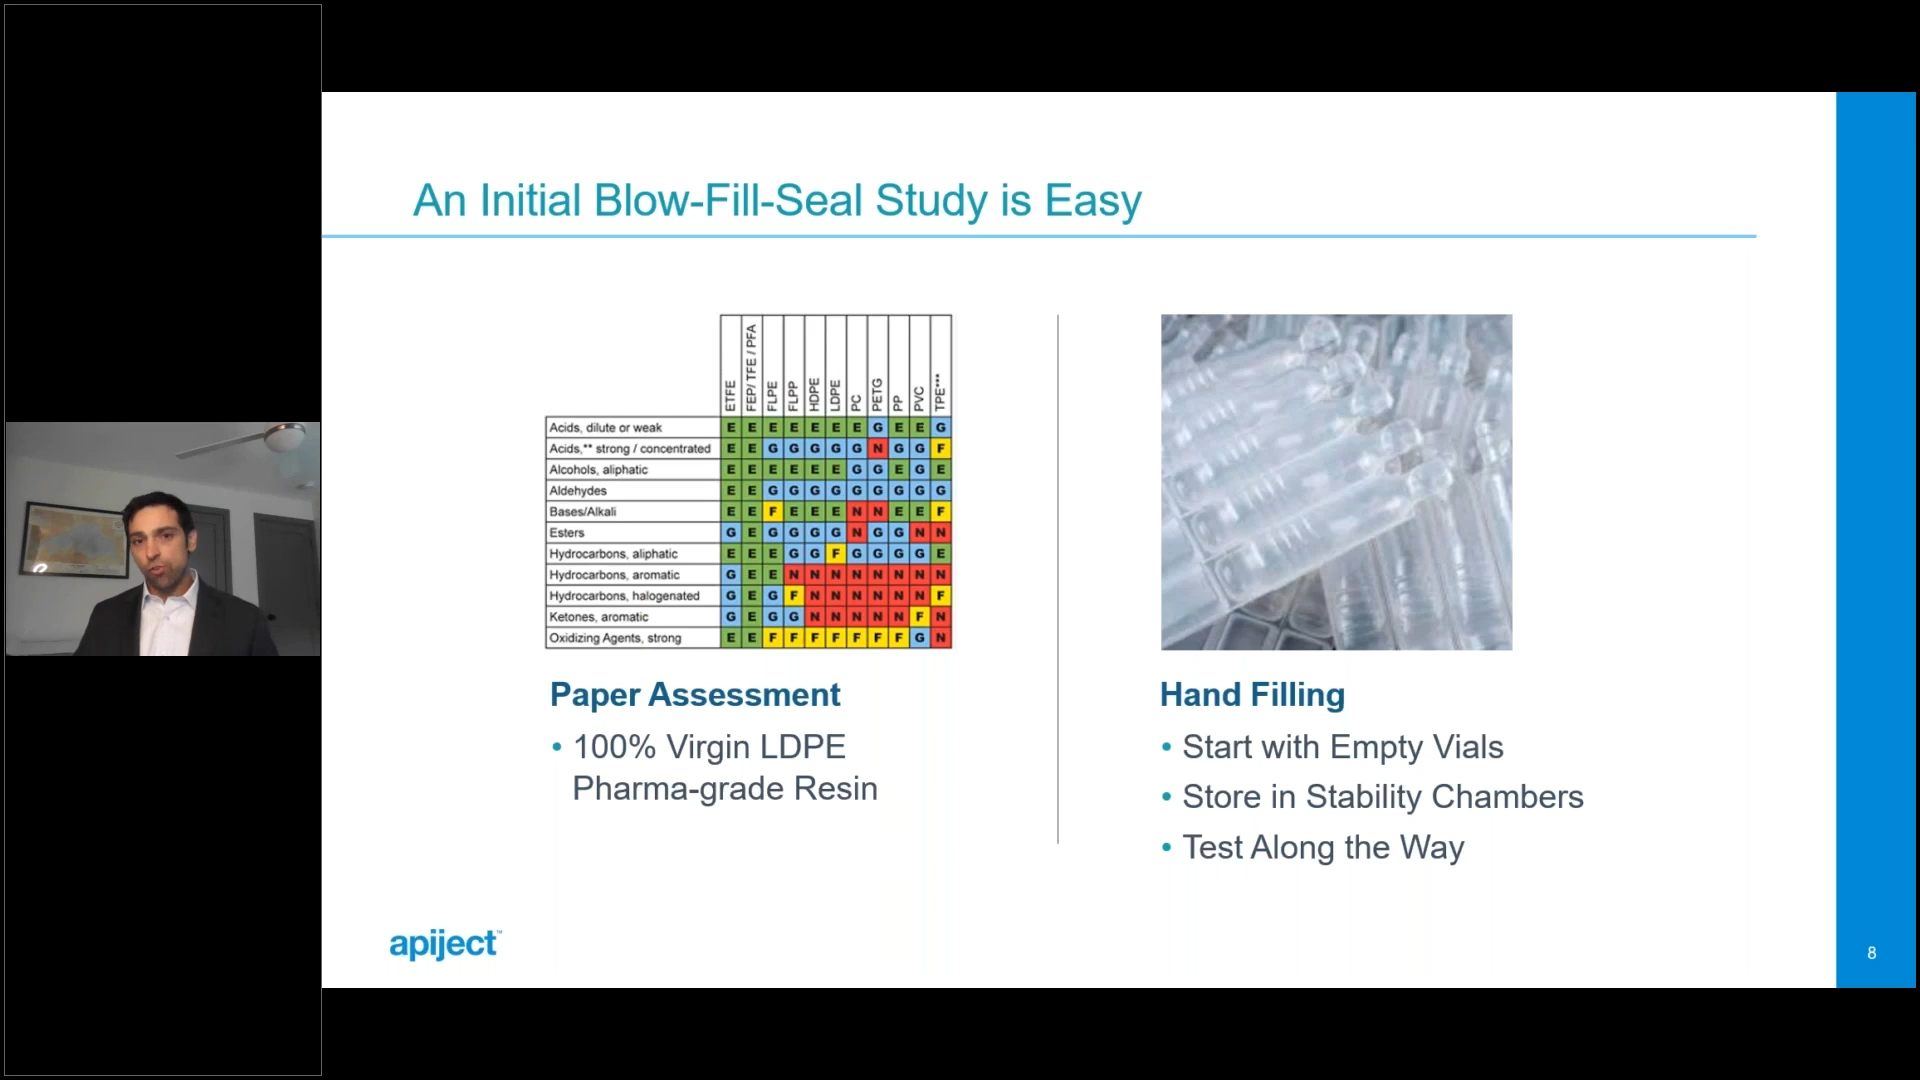 An Initial Blow-Fill-Seal Study is Easy
ETFE FEP/ TFE / PFA FLPE FLPP HDPE LDPE PC PETG PP PVC TPE***
Acids, dilute or weak E E E E E E E G E E G
Acids,** strong / concentrated E E G G G G G N G G F
Alcohols, aliphatic E E E E E E G G E G E
Aldehydes E E G G G G G G G G G
Bases/Alkali E E F E E E N N E E F
Esters G E G G G G N G G N N
Hydrocarbons, aliphatic E E E G G F G G G G E
Hydrocarbons, aromatic G E E N N N N N N N N
Hydrocarbons, halogenated G E G F N N N N N N F
Ketones, aromatic G E G G N N N N N F N
Oxidizing Agents, strong E E F F F F F F F G N
Paper Assessment
• 100% Virgin LDPE
Pharma-grade Resin
Hand Filling
• Start with Empty Vials
• Store in Stability Chambers
• Test Along the Way
apiject™
8